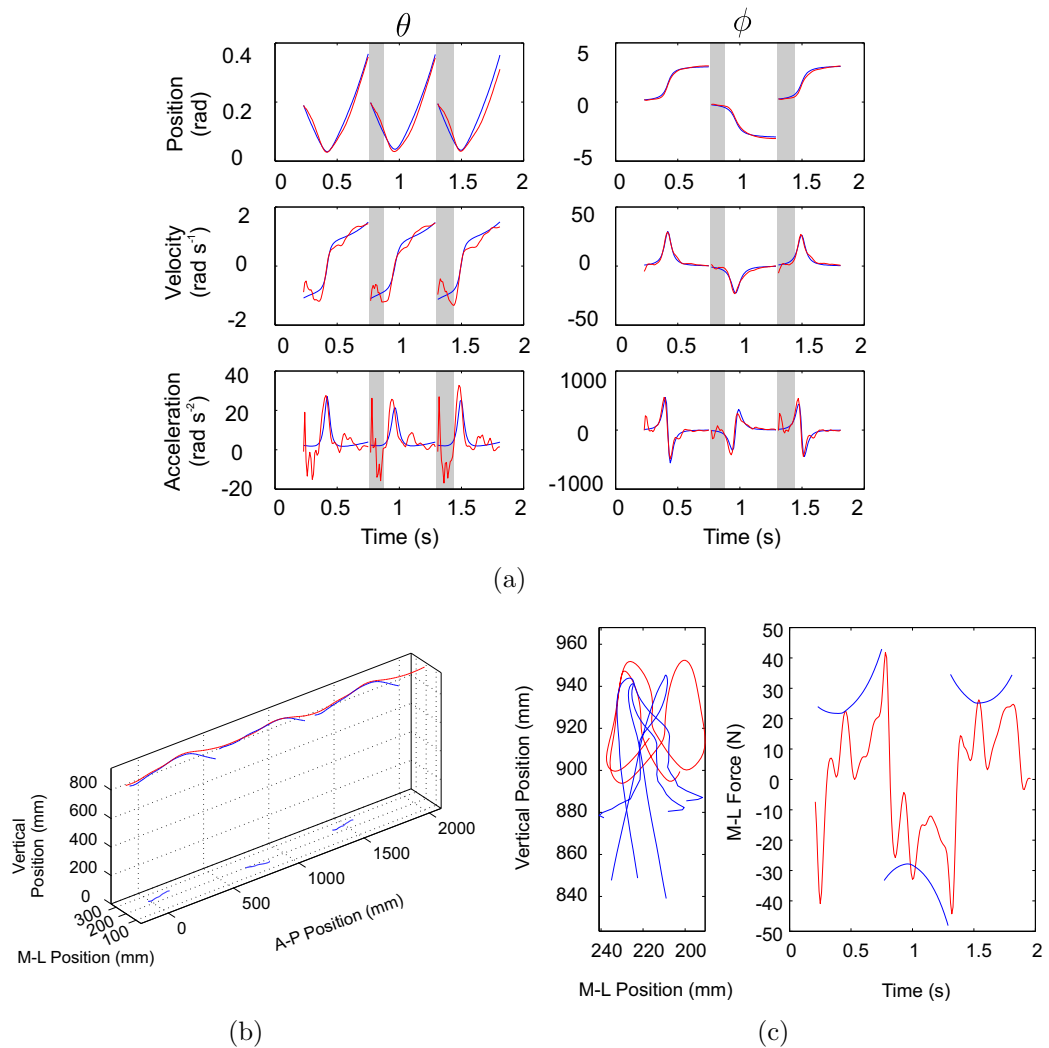 θ
ϕ
Position
(rad)
0.4
0.2
0
0 0.5 1 1.5 2
5
0
-5
0 0.5 1 1.5 2
Velocity
(rad s⁻¹)
2
0
-2
0 0.5 1 1.5 2
50
0
-50
0 0.5 1 1.5 2
Acceleration
(rad s⁻²)
40
20
0
-20
0 0.5 1 1.5 2
Time (s)
1000
0
-1000
0 0.5 1 1.5 2
Time (s)
(a)
Vertical
Position (mm)
800
600
400
200
0
300
200
100
M-L Position (mm)
0
500
1000
1500
2000
A-P Position (mm)
(b)
Vertical Position (mm)
960
940
920
900
880
860
840
240 220 200
M-L Position (mm)
M-L Force (N)
50
40
30
20
10
0
-10
-20
-30
-40
-50
0 0.5 1 1.5 2
Time (s)
(c)